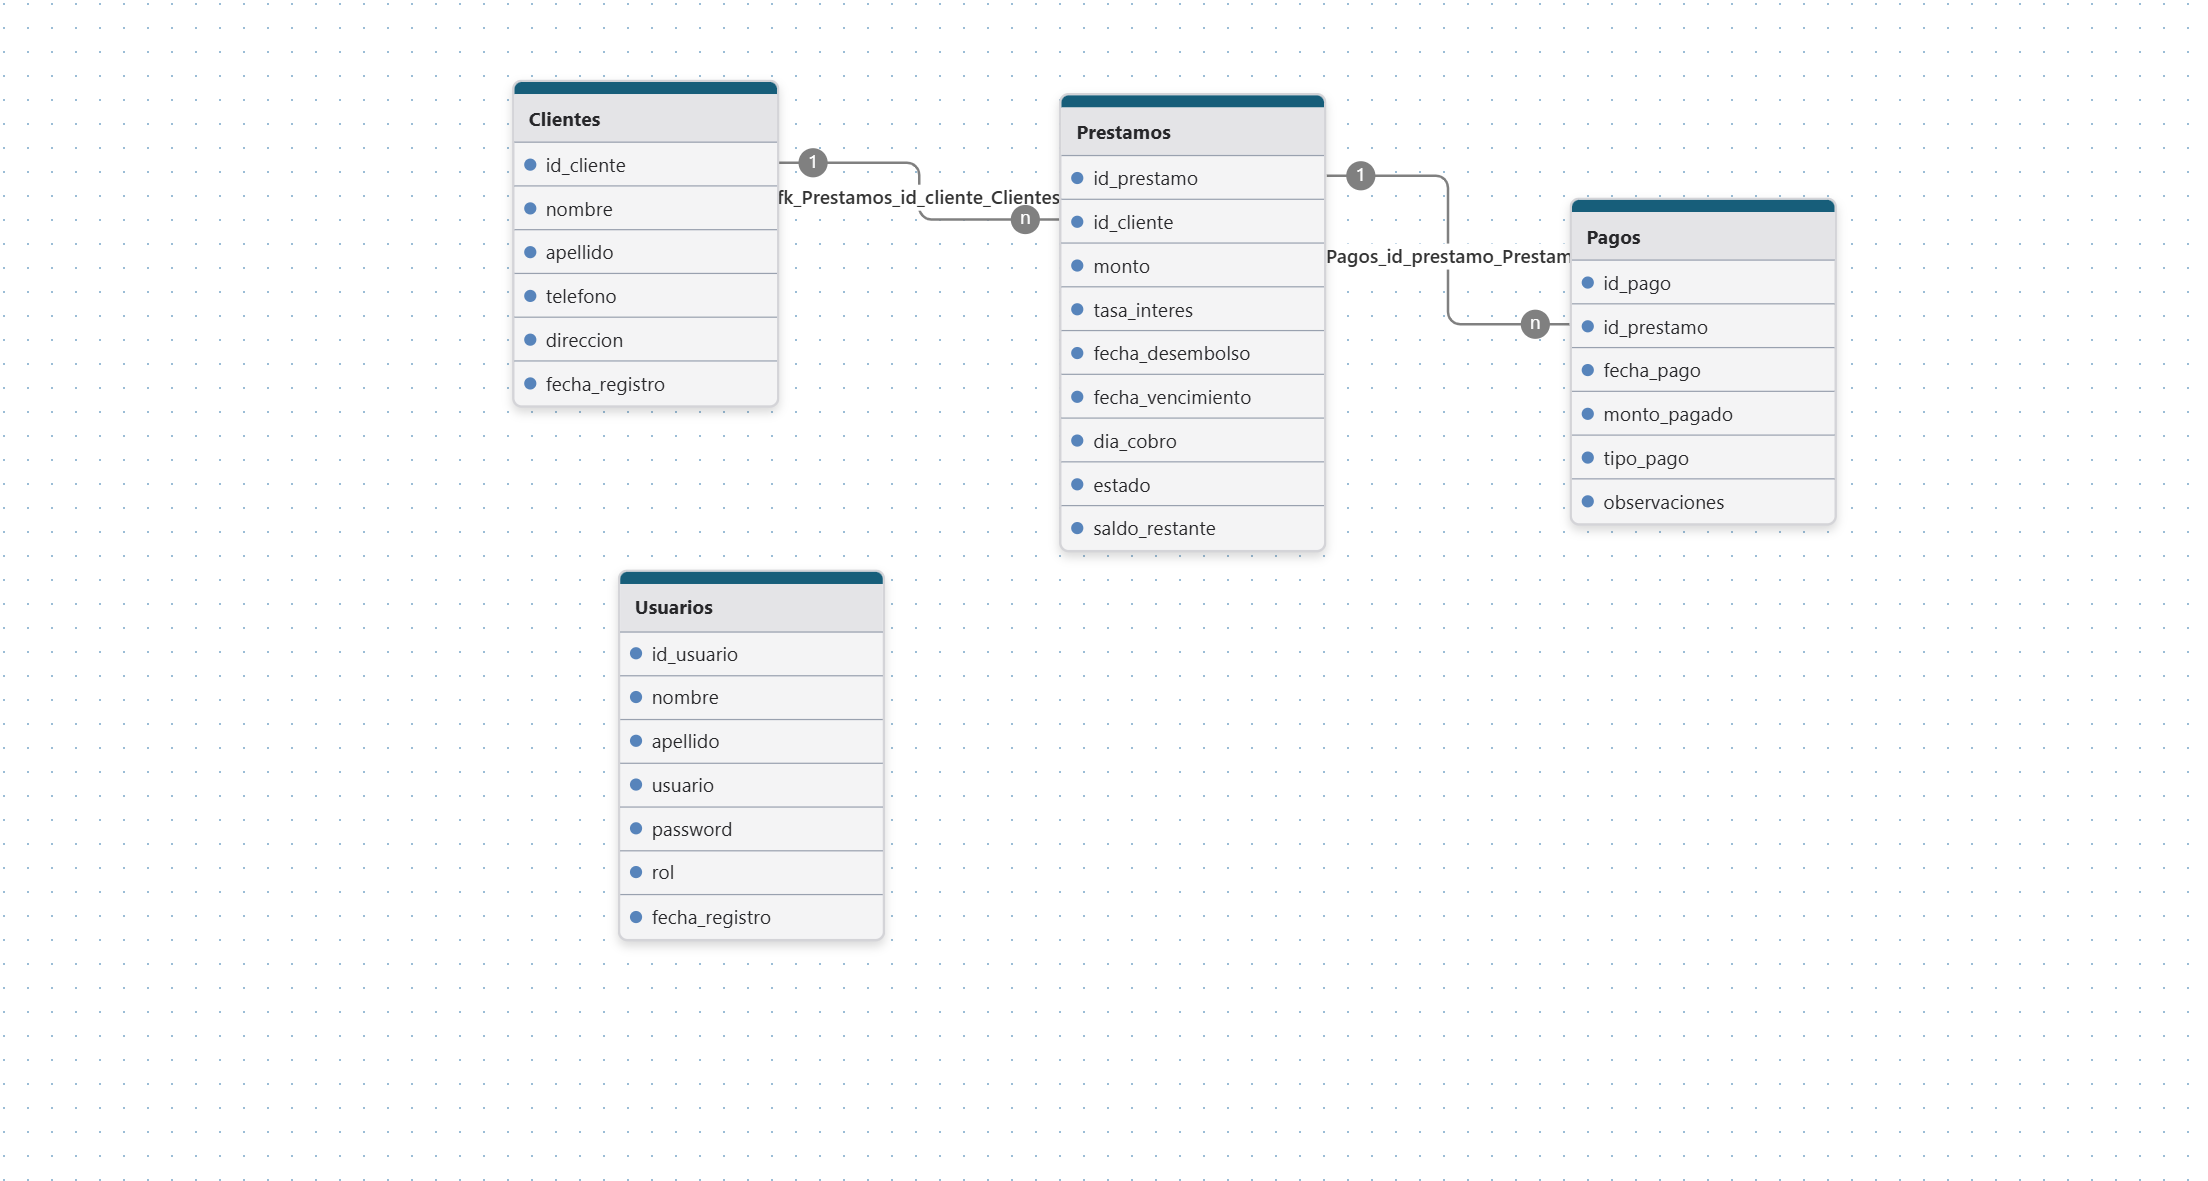 Clientes
id_cliente
nombre
apellido
telefono
direccion
fecha_registro
1
fk_Prestamos_id_cliente_Clientes
n
Prestamos
id_prestamo
id_cliente
monto
tasa_interes
fecha_desembolso
fecha_vencimiento
dia_cobro
estado
saldo_restante
1
Pagos_id_prestamo_Prestam
n
Pagos
id_pago
id_prestamo
fecha_pago
monto_pagado
tipo_pago
observaciones
Usuarios
id_usuario
nombre
apellido
usuario
password
rol
fecha_registro